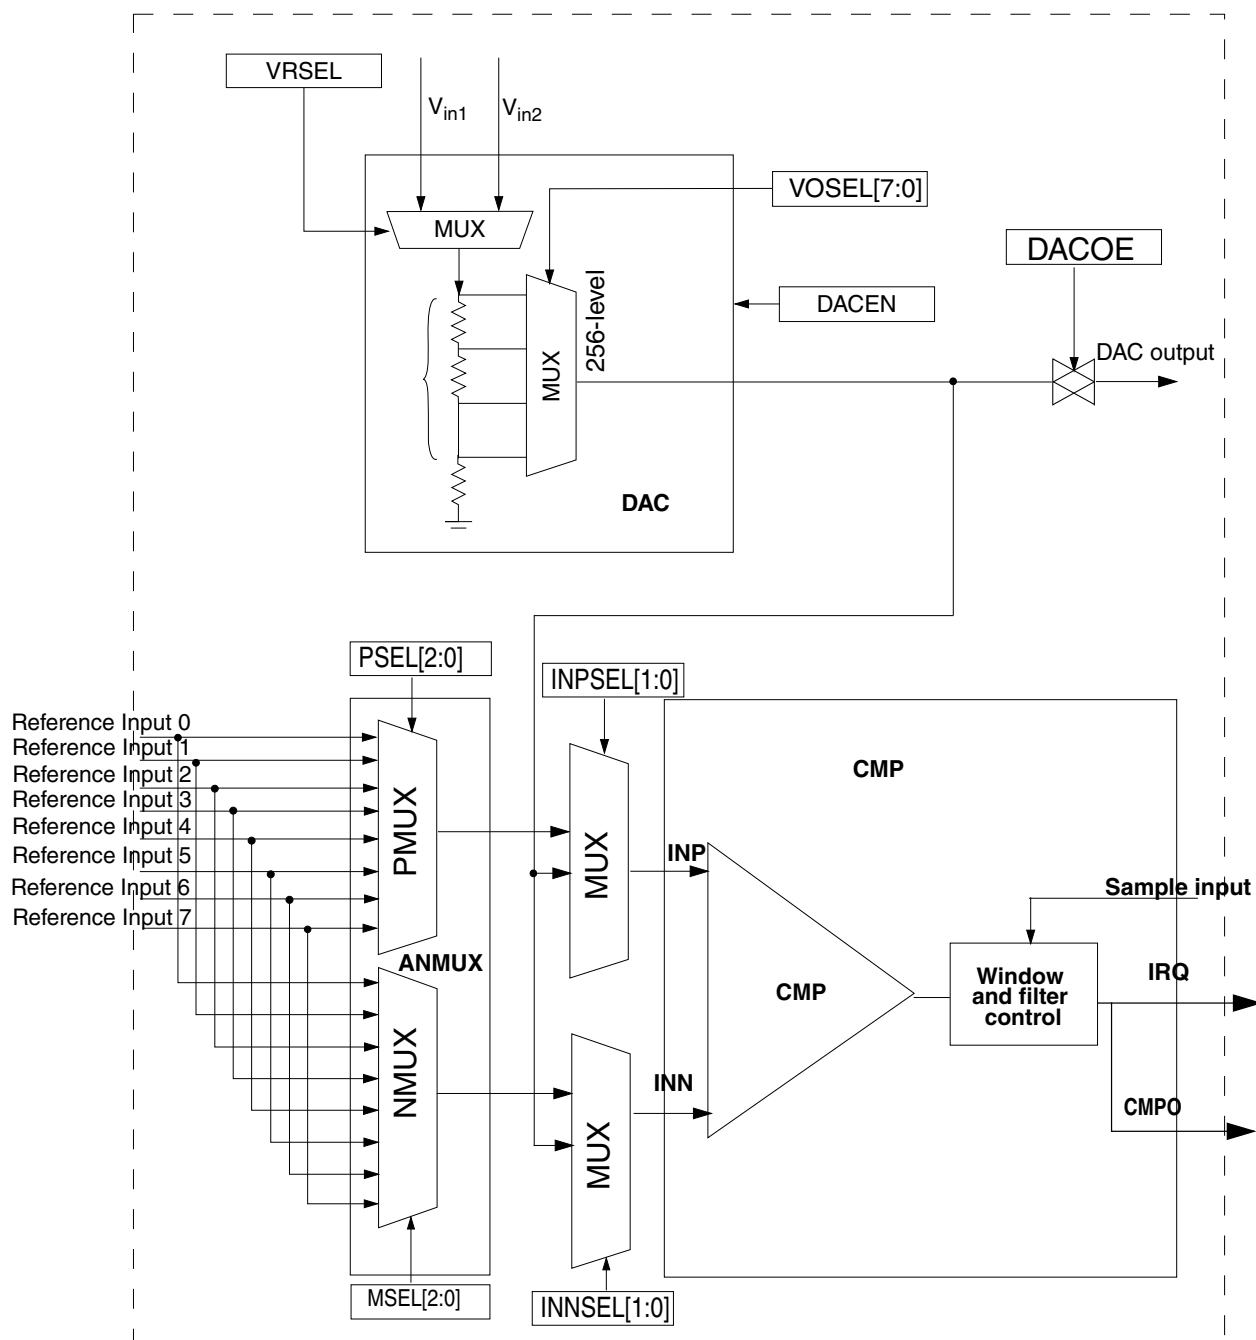 VRSEL
Vin1
Vin2
VOSEL[7:0]
MUX
DACOE
256-level
DACEN
MUX
DAC output
DAC
PSEL[2:0]
INPSEL[1:0]
Reference Input 0
Reference Input 1
Reference Input 2
Reference Input 3
Reference Input 4
Reference Input 5
Reference Input 6
Reference Input 7
PMUX
MUX
CMP
INP
Sample input
ANMUX
CMP
Window
and filter
control
IRQ
NMUX
MUX
INN
CMPO
MSEL[2:0]
INNSEL[1:0]